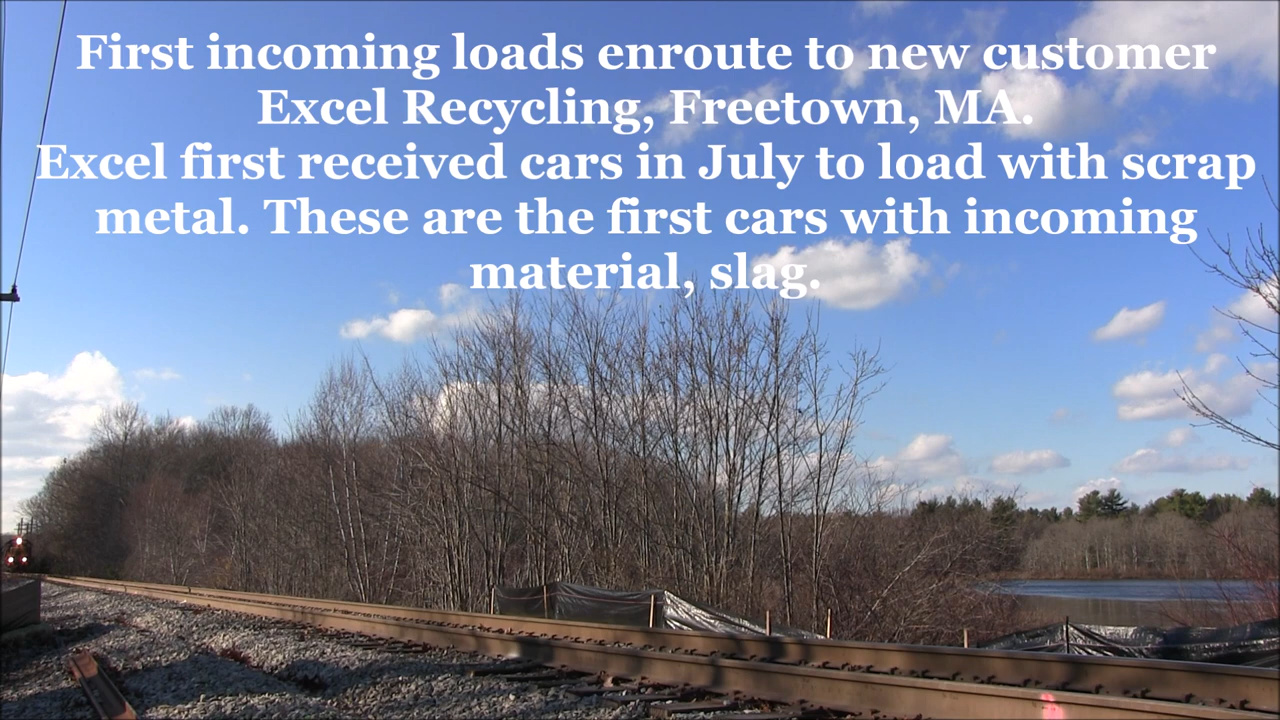 First incoming loads enroute to new customer
Excel Recycling, Freetown, MA.
Excel first received cars in July to load with scrap
metal. These are the first cars with incoming
material, slag.